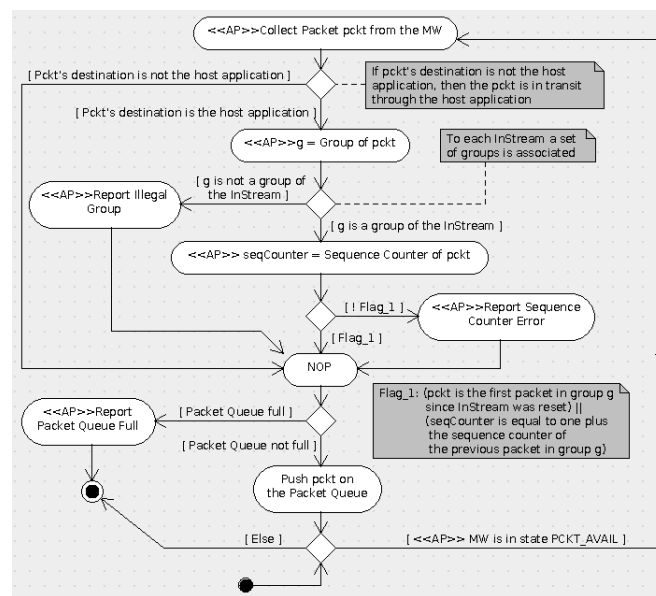 <<AP>>Collect Packet pckt from the MW
[ Pckt's destination is not the host application ]
If pckt's destination is not the host
application, then the pckt is in transit
through the host application
[ Pckt's destination is the host application ]
<<AP>>g = Group of pckt
To each InStream a set
of groups is associated
[ g is not a group of
the InStream ]
<<AP>>Report Illegal
Group
[ g is a group of the InStream ]
<<AP>> seqCounter = Sequence Counter of pckt
[ ! Flag_1 ]
<<AP>>Report Sequence
Counter Error
[ Flag_1 ]
NOP
Flag_1: (pckt is the first packet in group g
since InStream was reset) ||
(seqCounter is equal to one plus
the sequence counter of
the previous packet in group g)
<<AP>>Report
Packet Queue Full
[ Packet Queue full ]
[ Packet Queue not full ]
Push pckt on
the Packet Queue
[ Else ]
[ <<AP>> MW is in state PCKT_AVAIL ]